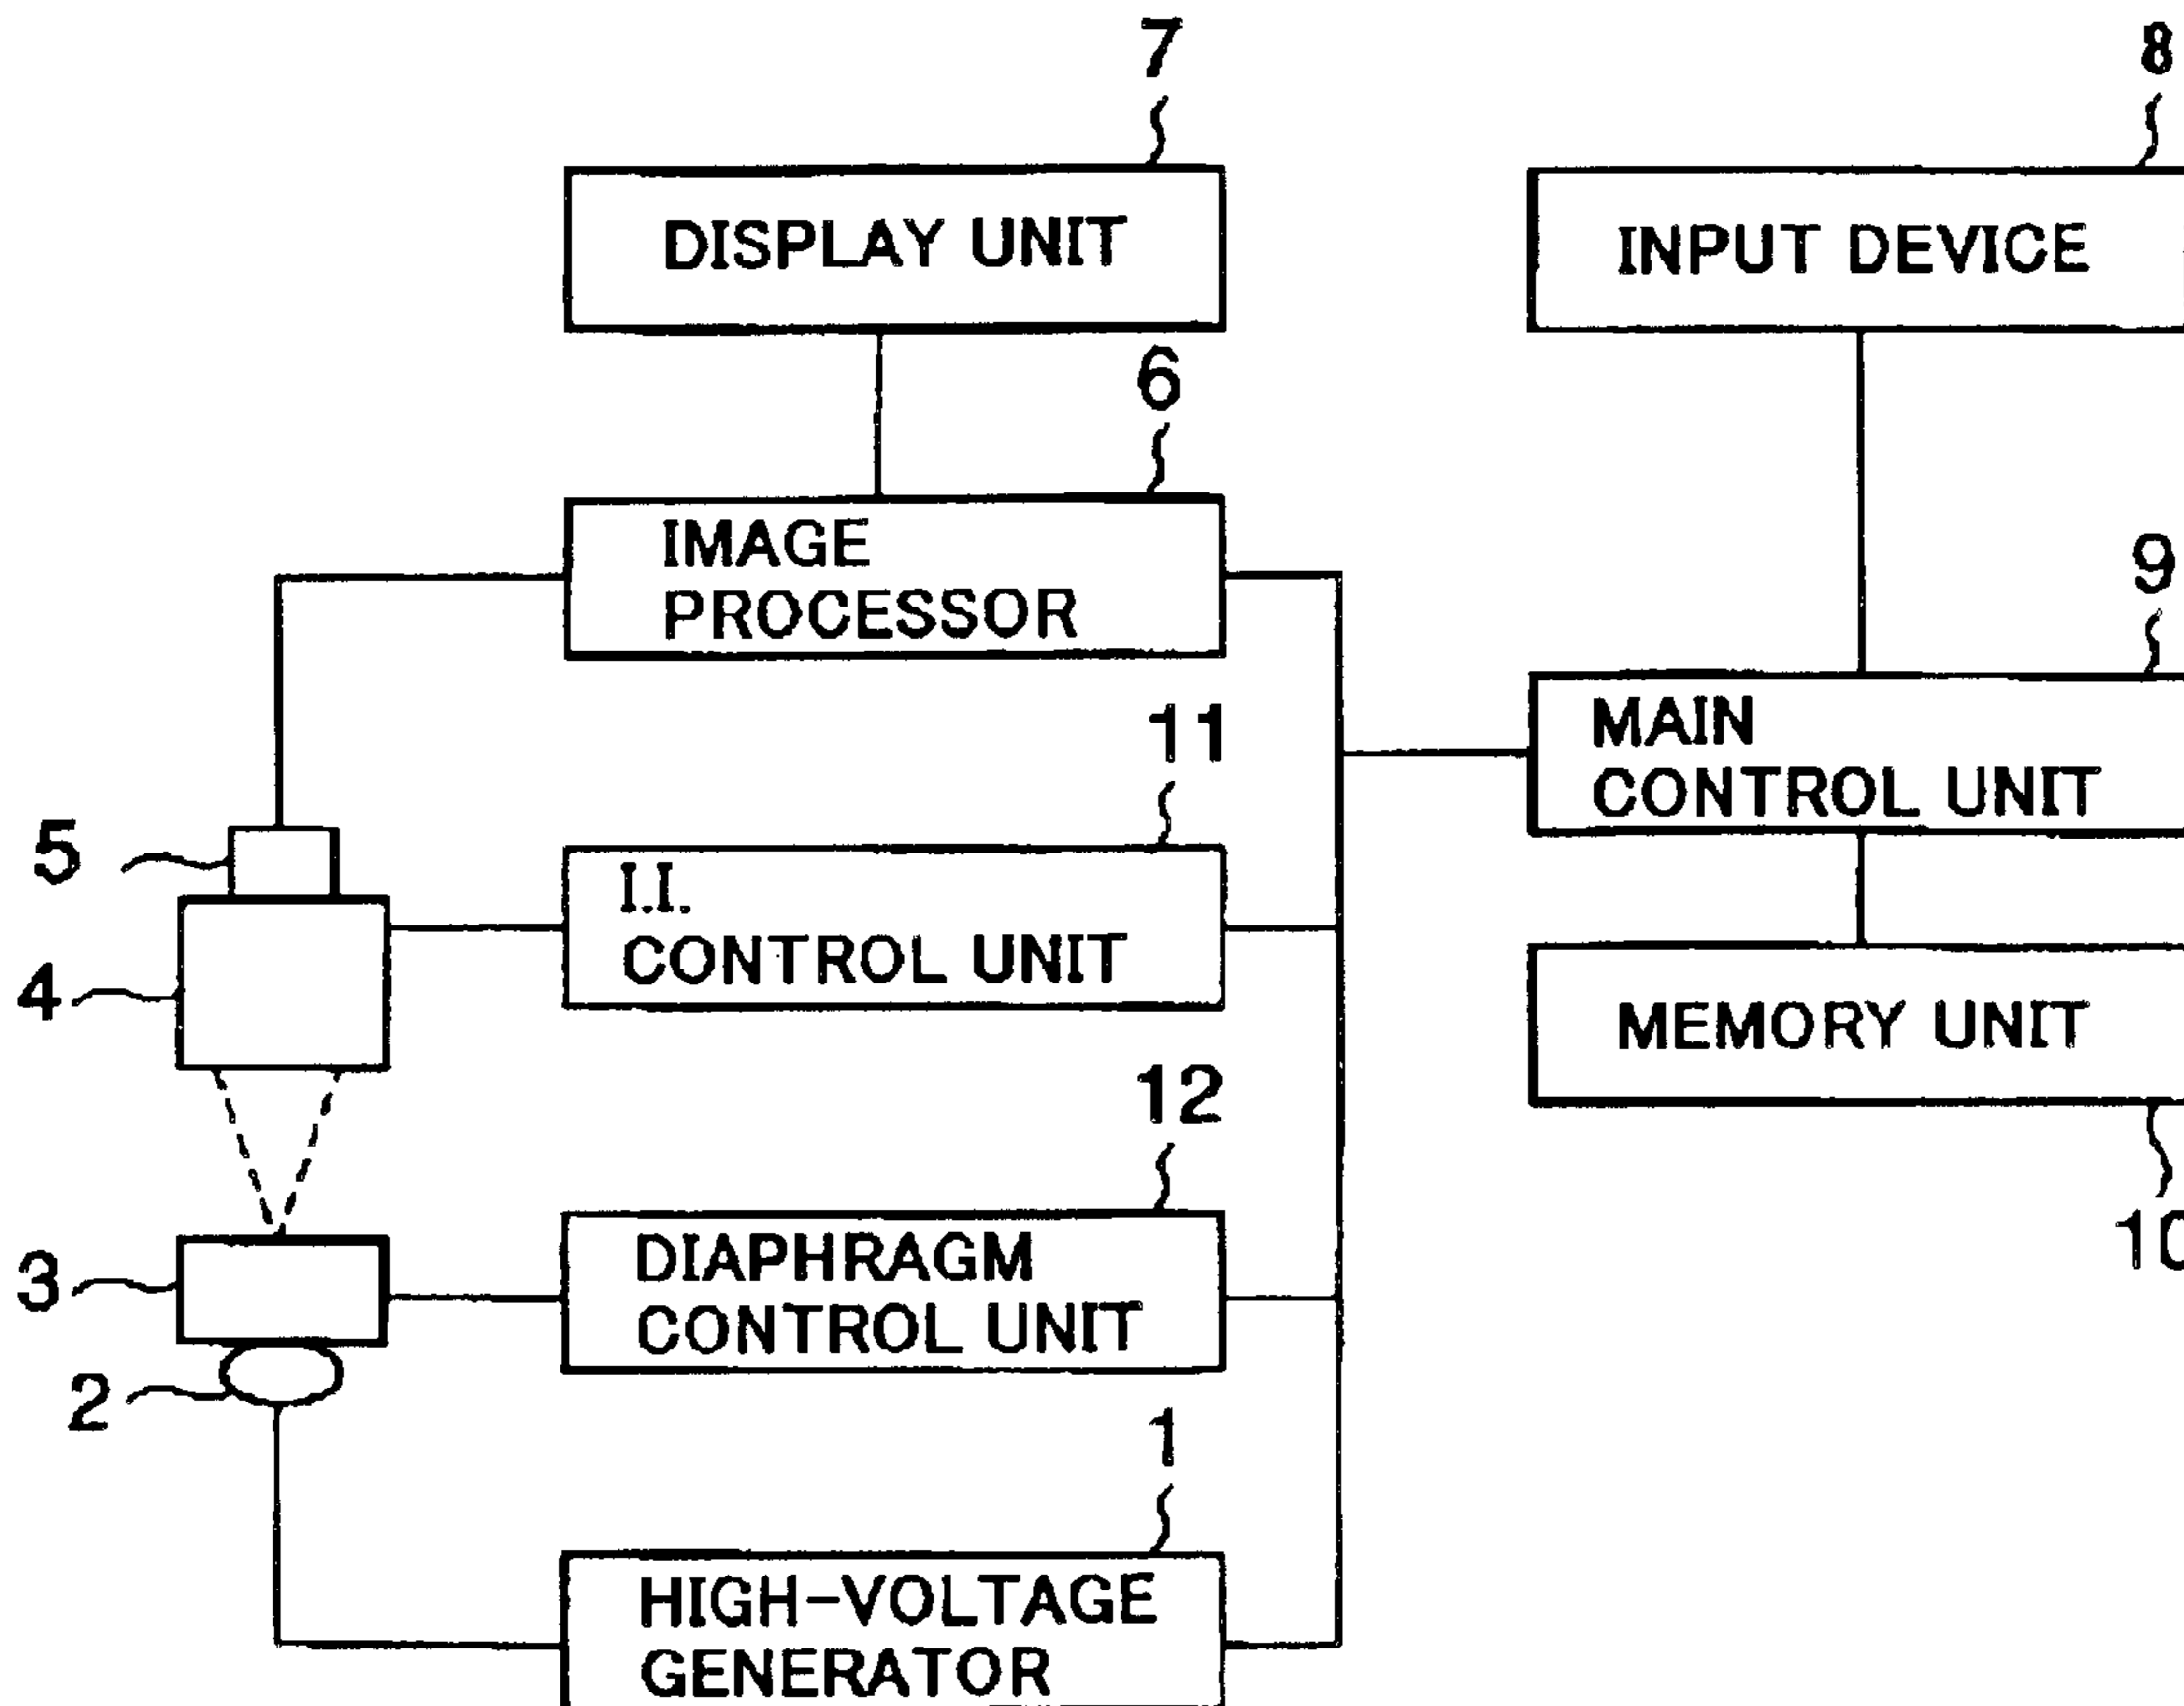 7
8
DISPLAY UNIT
INPUT DEVICE
6
IMAGE
PROCESSOR
9
MAIN
CONTROL UNIT
11
5
I.I.
CONTROL UNIT
4
MEMORY UNIT
12
10
3
DIAPHRAGM
CONTROL UNIT
2
1
HIGH-VOLTAGE
GENERATOR